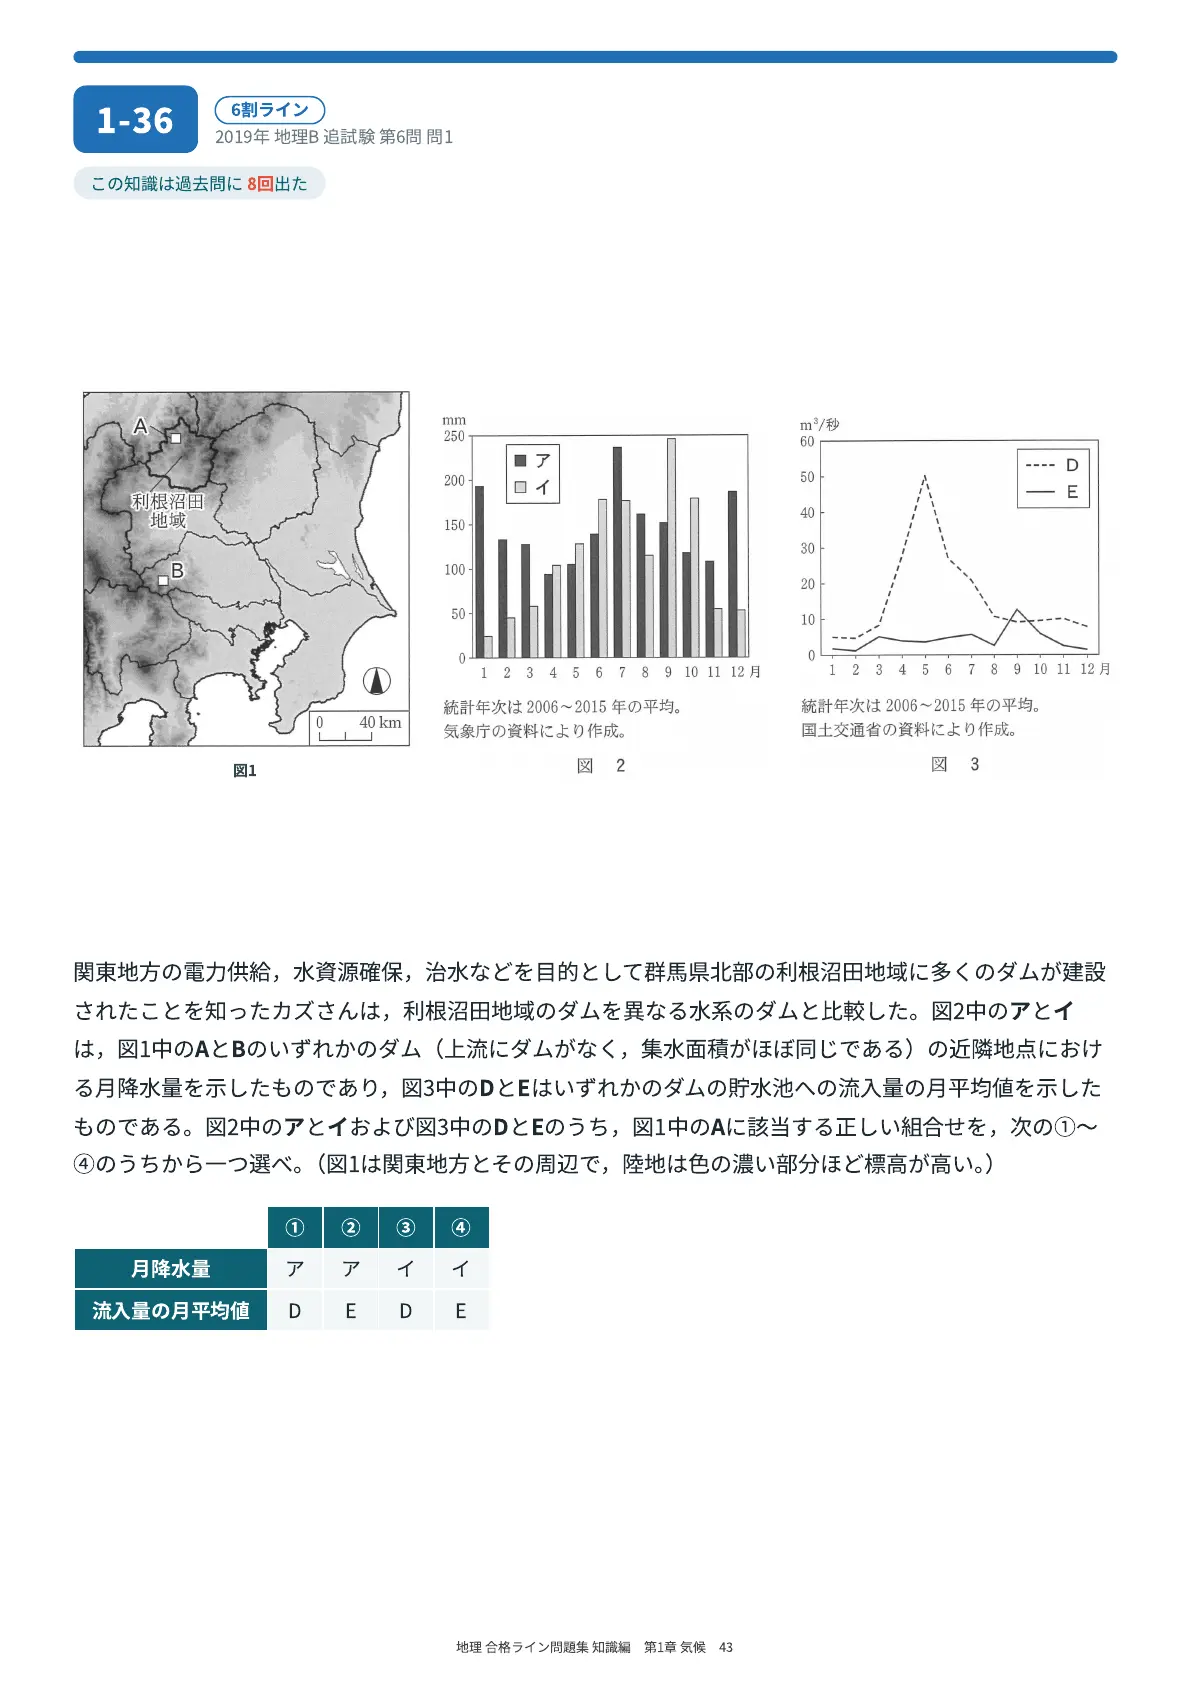 1-36
6割ライン
2019年 地理B 追試験 第6問 問1
この知識は過去問に 8回出た
A
利根沼田
地域
B
0 40 km
図1
mm
250
200
150
100
50
0
ア
イ
1 2 3 4 5 6 7 8 9 10 11 12 月
統計年次は 2006～2015 年の平均。
気象庁の資料により作成。
図 2
m³/秒
60
50
40
30
20
10
0
D
E
1 2 3 4 5 6 7 8 9 10 11 12 月
統計年次は 2006～2015 年の平均。
国土交通省の資料により作成。
図 3
関東地方の電力供給，水資源確保，治水などを目的として群馬県北部の利根沼田地域に多くのダムが建設
されたことを知ったカズさんは，利根沼田地域のダムを異なる水系のダムと比較した。図2中のアとイ
は，図1中のAとBのいずれかのダム（上流にダムがなく，集水面積がほぼ同じである）の近隣地点におけ
る月降水量を示したものであり，図3中のDとEはいずれかのダムの貯水池への流入量の月平均値を示した
ものである。図2中のアとイおよび図3中のDとEのうち，図1中のAに該当する正しい組合せを，次の①～
④のうちから一つ選べ。（図1は関東地方とその周辺で，陸地は色の濃い部分ほど標高が高い。）
① ② ③ ④
月降水量 ア ア イ イ
流入量の月平均値 D E D E
地理 合格ライン問題集 知識編 第1章 気候 43